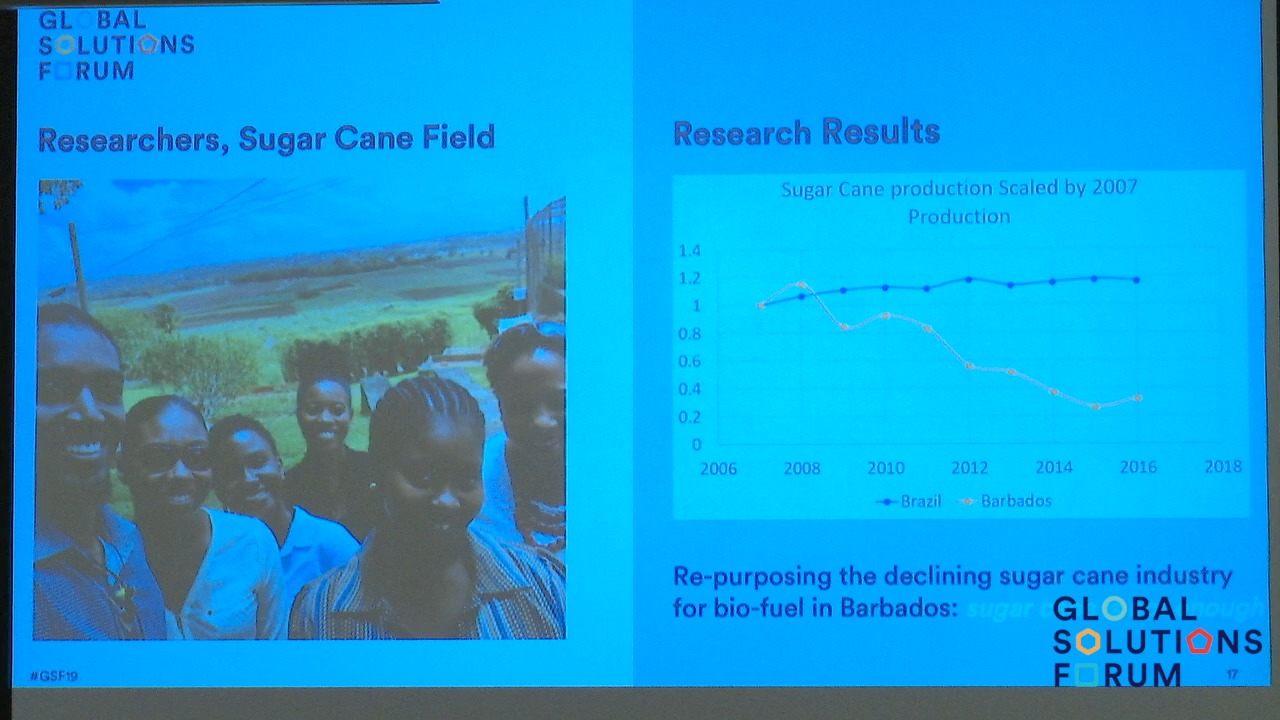 GLOBAL
SOLUTIONS
FORUM
Researchers, Sugar Cane Field
#GSF19
Research Results
Sugar Cane production Scaled by 2007
Production
1.4
1.2
1
0.8
0.6
0.4
0.2
0
2006 2008 2010 2012 2014 2016 2018
Brazil Barbados
Re-purposing the declining sugar cane industry
for bio-fuel in Barbados: sugar
GLOBAL
SOLUTIONS
FORUM
17